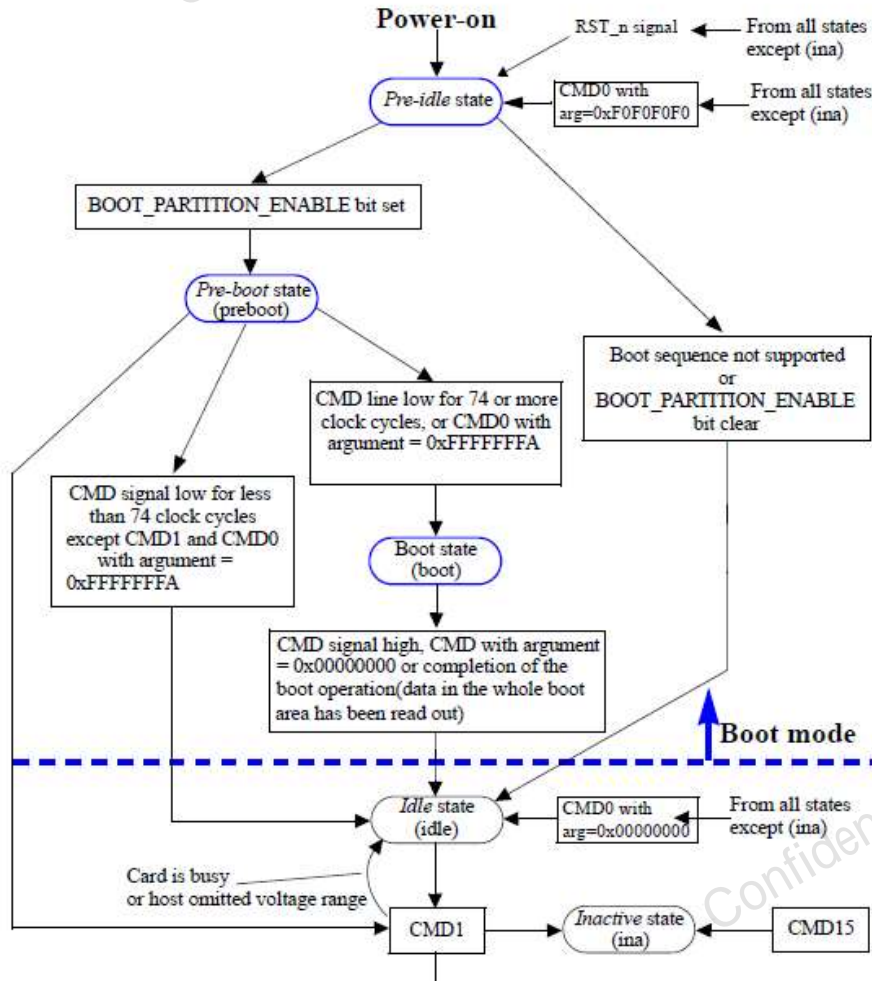 Power-on
RST_n signal
From all states
except (ina)
Pre-idle state
CMD0 with
arg=0xF0F0F0F0
From all states
except (ina)
BOOT_PARTITION_ENABLE bit set
Pre-boot state
(preboot)
Boot sequence not supported
or
BOOT_PARTITION_ENABLE
bit clear
CMD line low for 74 or more
clock cycles, or CMD0 with
argument = 0xFFFFFFFA
CMD signal low for less
than 74 clock cycles
except CMD1 and CMD0
with argument =
0xFFFFFFFA
Boot state
(boot)
CMD signal high, CMD with argument
= 0x00000000 or completion of the
boot operation(data in the whole boot
area has been read out)
Boot mode
Idle state
(idle)
CMD0 with
arg=0x00000000
From all states
except (ina)
Card is busy
or host omitted voltage range
CMD1
Inactive state
(ina)
CMD15
Confiden